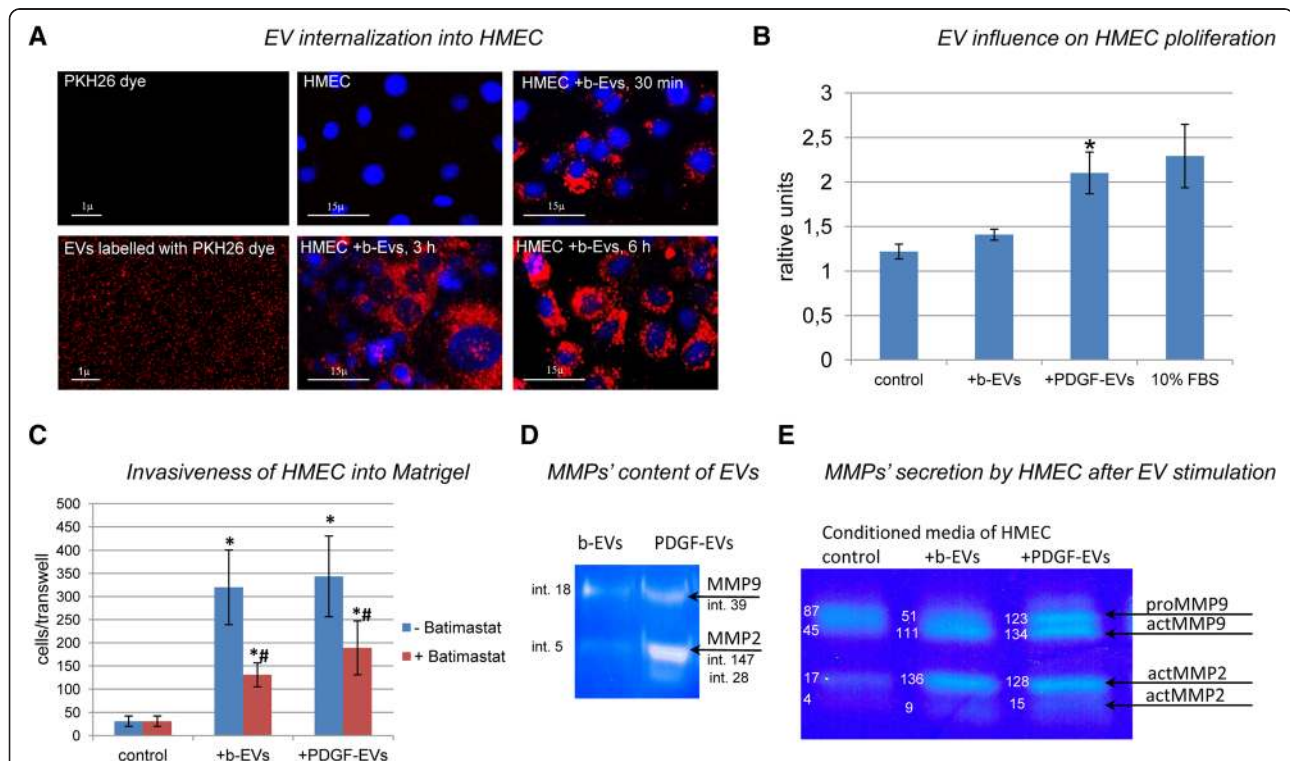 A
EV internalization into HMEC
PKH26 dye
1µ
HMEC
15µ
HMEC +b-Evs, 30 min
15µ
EVs labelled with PKH26 dye
1µ
HMEC +b-Evs, 3 h
15µ
HMEC +b-Evs, 6 h
15µ
B
EV influence on HMEC ploliferation
raltive units
3
2,5
2
1,5
1
0,5
0
*
control
+b-EVs
+PDGF-EVs
10% FBS
C
Invasiveness of HMEC into Matrigel
cells/transwell
500
450
400
350
300
250
200
150
100
50
0
*
*#
*
*#
control
+b-EVs
+PDGF-EVs
- Batimastat
+ Batimastat
D
MMPs' content of EVs
b-EVs PDGF-EVs
int. 18
MMP9
int. 39
int. 5
MMP2
int. 147
int. 28
E
MMPs' secretion by HMEC after EV stimulation
Conditioned media of HMEC
control +b-EVs +PDGF-EVs
87 51 123 proMMP9
45 111 134 actMMP9
17 136 128 actMMP2
4 9 15 actMMP2